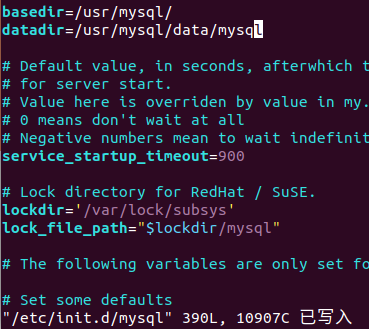 basedir=/usr/mysql/
datadir=/usr/mysql/data/mysql
# Default value, in seconds, afterwhich t
# for server start.
# Value here is overriden by value in my.
# 0 means don't wait at all
# Negative numbers mean to wait indefinit
service_startup_timeout=900
# Lock directory for RedHat / SuSE.
lockdir='/var/lock/subsys'
lock_file_path="$lockdir/mysql"
# The following variables are only set fo
# Set some defaults
"/etc/init.d/mysql" 390L, 10907C 已写入